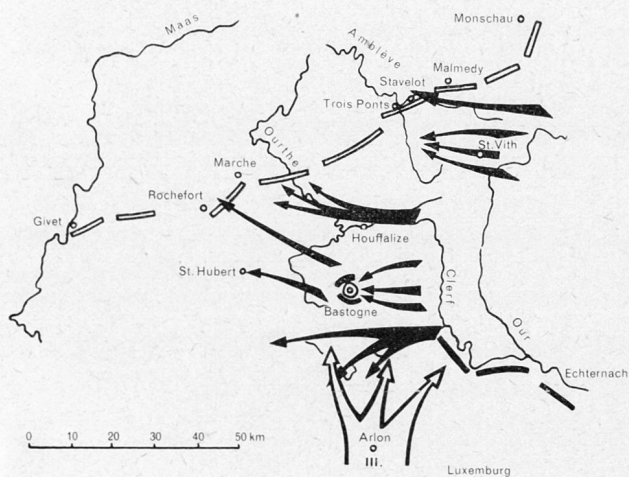 Monschau
Maas
Amblève
Malmedy
Stavelot
Trois Ponts
Ourthe
St. Vith
Marche
Rochefort
Givet
Houffalize
St. Hubert
Clerf
Bastogne
Our
Echternach
0 10 20 30 40 50 km
Arlon
III.
Luxemburg